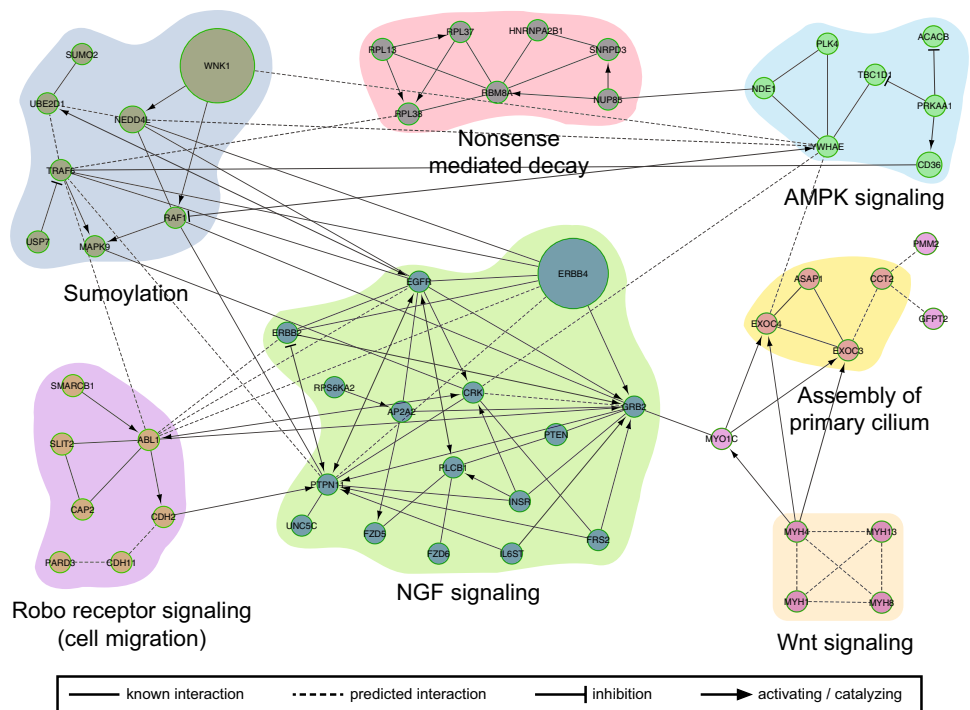 SUMO2
WNK1
UBE2D1
NEDD4L
TRAF6
RAF1
USP7
MAPK9
Sumoylation
RPL13
RPL37
HNRNPA2B1
SNRPD3
RBM8A
NUP85
RPL38
Nonsense
mediated decay
PLK4
ACACB
TBC1D1
NDE1
PRKAA1
YWHAE
CD36
AMPK signaling
EGFR
ERBB4
ERBB2
RPS6KA2
CRK
AP2A2
GRB2
PTEN
PLCB1
PTPN11
INSR
UNC5C
FZD5
FZD6
IL6ST
FRS2
NGF signaling
PMM2
ASAP1
CCT2
GFPT2
EXOC4
EXOC3
Assembly of
primary cilium
MYO1C
SMARCB1
SLIT2
ABL1
CAP2
CDH2
PARD3
CDH11
Robo receptor signaling
(cell migration)
MYH4
MYH13
MYH1
MYH8
Wnt signaling
known interaction
predicted interaction
inhibition
activating / catalyzing